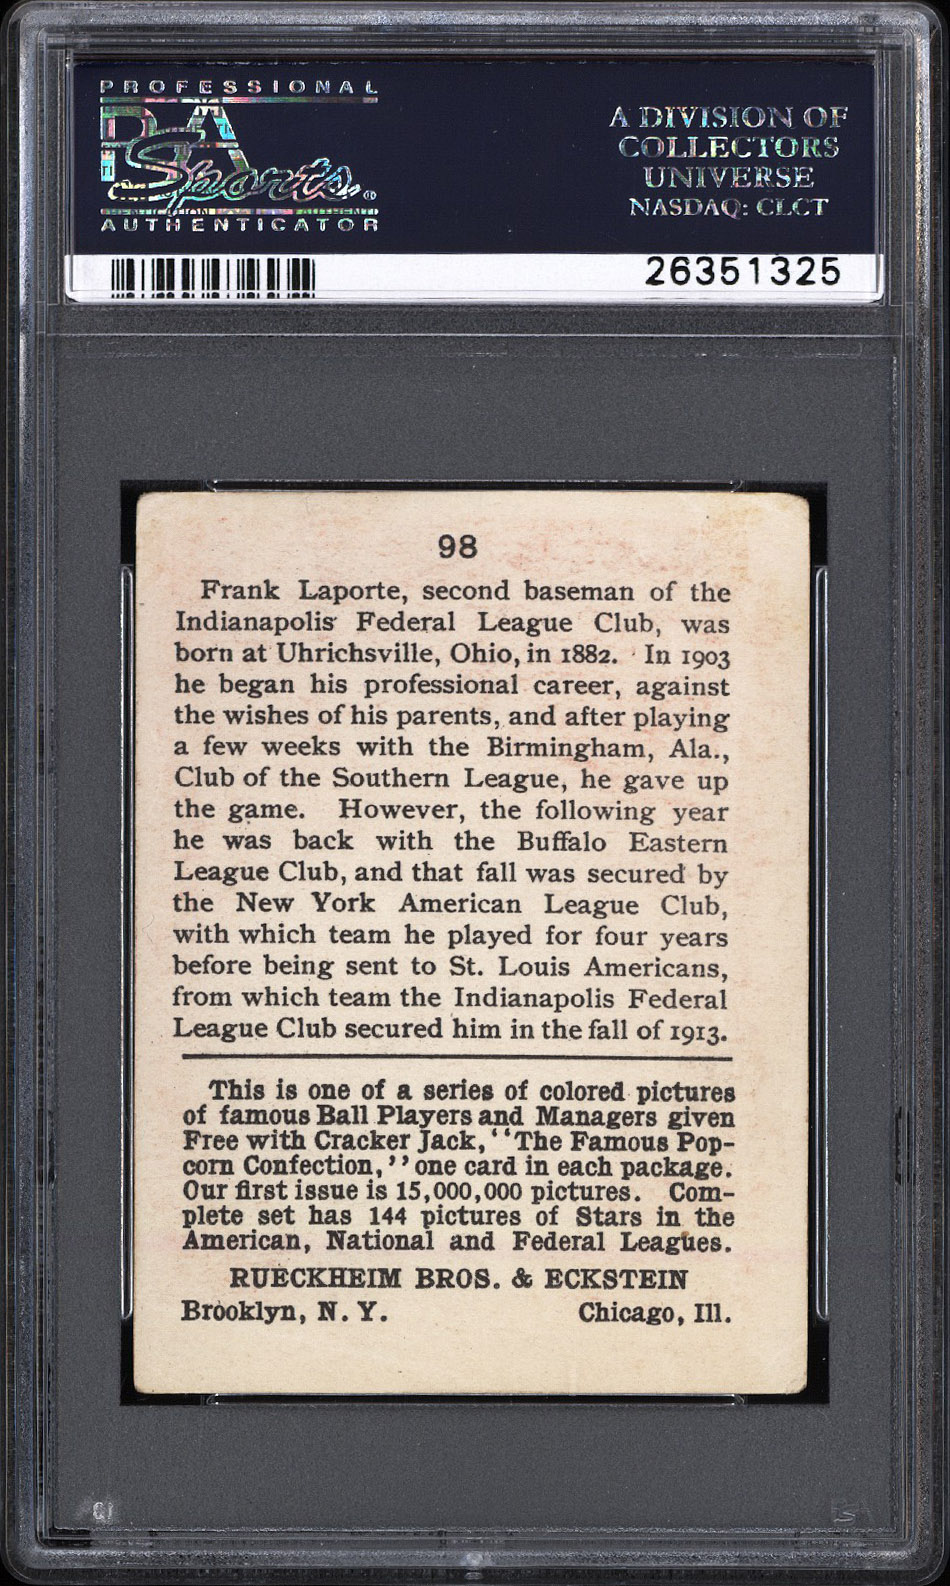 PROFESSIONAL
PSA
Sports®
AUTHENTICATOR
A DIVISION OF
COLLECTORS
UNIVERSE
NASDAQ: CLCT
26351325
98
Frank Laporte, second baseman of the
Indianapolis Federal League Club, was
born at Uhrichsville, Ohio, in 1882. In 1903
he began his professional career, against
the wishes of his parents, and after playing
a few weeks with the Birmingham, Ala.,
Club of the Southern League, he gave up
the game. However, the following year
he was back with the Buffalo Eastern
League Club, and that fall was secured by
the New York American League Club,
with which team he played for four years
before being sent to St. Louis Americans,
from which team the Indianapolis Federal
League Club secured him in the fall of 1913.
This is one of a series of colored pictures
of famous Ball Players and Managers given
Free with Cracker Jack, "The Famous Pop-
corn Confection," one card in each package.
Our first issue is 15,000,000 pictures. Com-
plete set has 144 pictures of Stars in the
American, National and Federal Leagues.
RUECKHEIM BROS. & ECKSTEIN
Brooklyn, N. Y. Chicago, Ill.